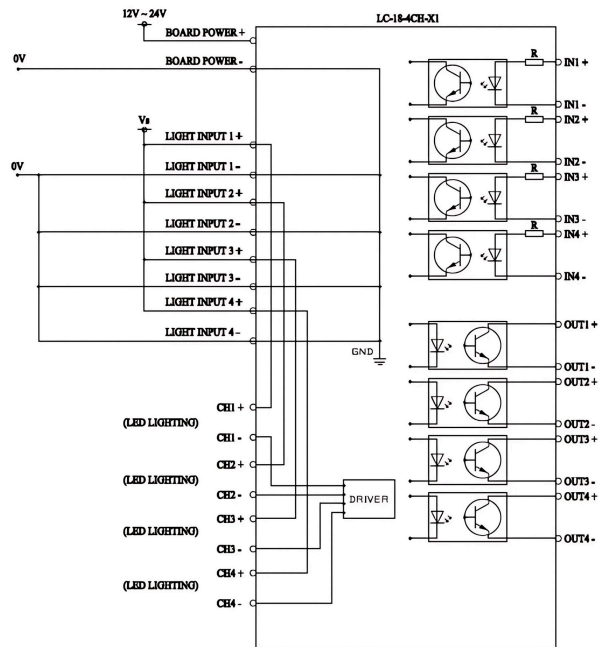 12V~24V
LC-18-4CH-X1
BOARD POWER +
0V
BOARD POWER -
Vs
LIGHT INPUT 1 +
0V
LIGHT INPUT 1 -
LIGHT INPUT 2 +
LIGHT INPUT 2 -
LIGHT INPUT 3 +
LIGHT INPUT 3 -
LIGHT INPUT 4 +
LIGHT INPUT 4 -
GND
CH1 +
(LED LIGHTING)
CH1 -
CH2 +
(LED LIGHTING)
CH2 -
CH3 +
(LED LIGHTING)
CH3 -
CH4 +
(LED LIGHTING)
CH4 -
DRIVER
R
IN1 +
IN1 -
R
IN2 +
IN2 -
R
IN3 +
IN3 -
R
IN4 +
IN4 -
OUT1 +
OUT1 -
OUT2 +
OUT2 -
OUT3 +
OUT3 -
OUT4 +
OUT4 -